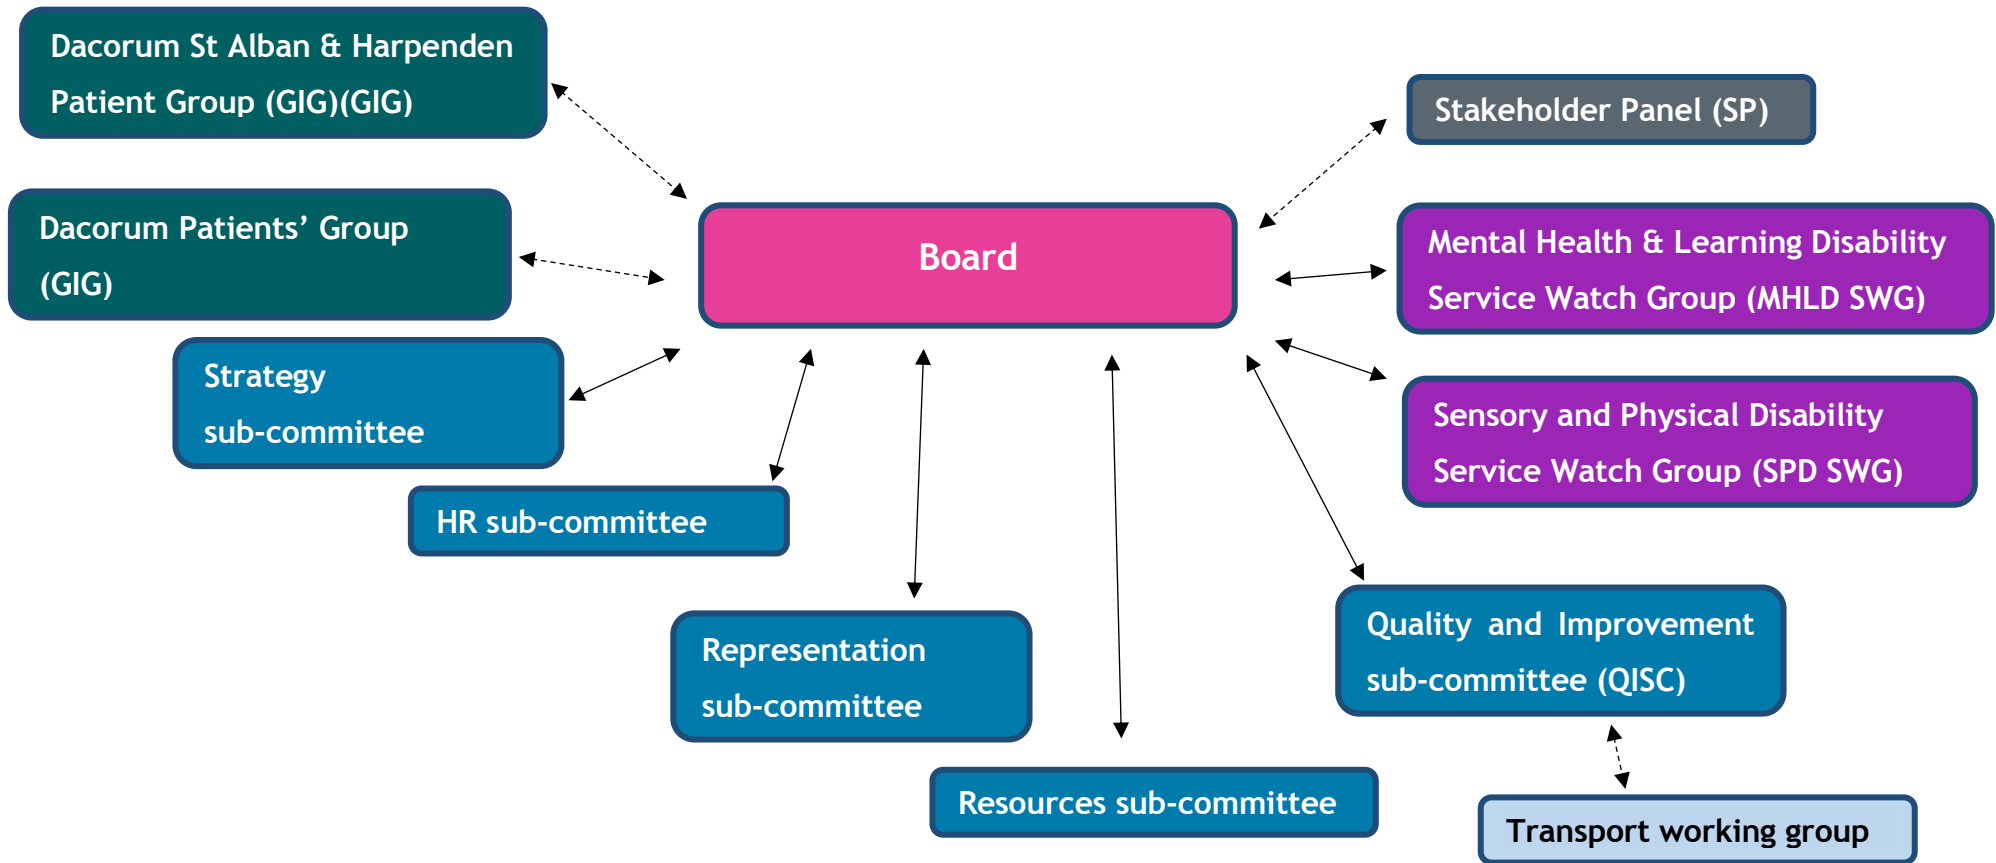 Dacorum St Alban & Harpenden
Patient Group (GIG)(GIG)
Stakeholder Panel (SP)
Dacorum Patients’ Group
(GIG)
Board
Mental Health & Learning Disability
Service Watch Group (MHLD SWG)
Strategy
sub-committee
Sensory and Physical Disability
Service Watch Group (SPD SWG)
HR sub-committee
Representation
sub-committee
Quality and Improvement
sub-committee (QISC)
Resources sub-committee
Transport working group